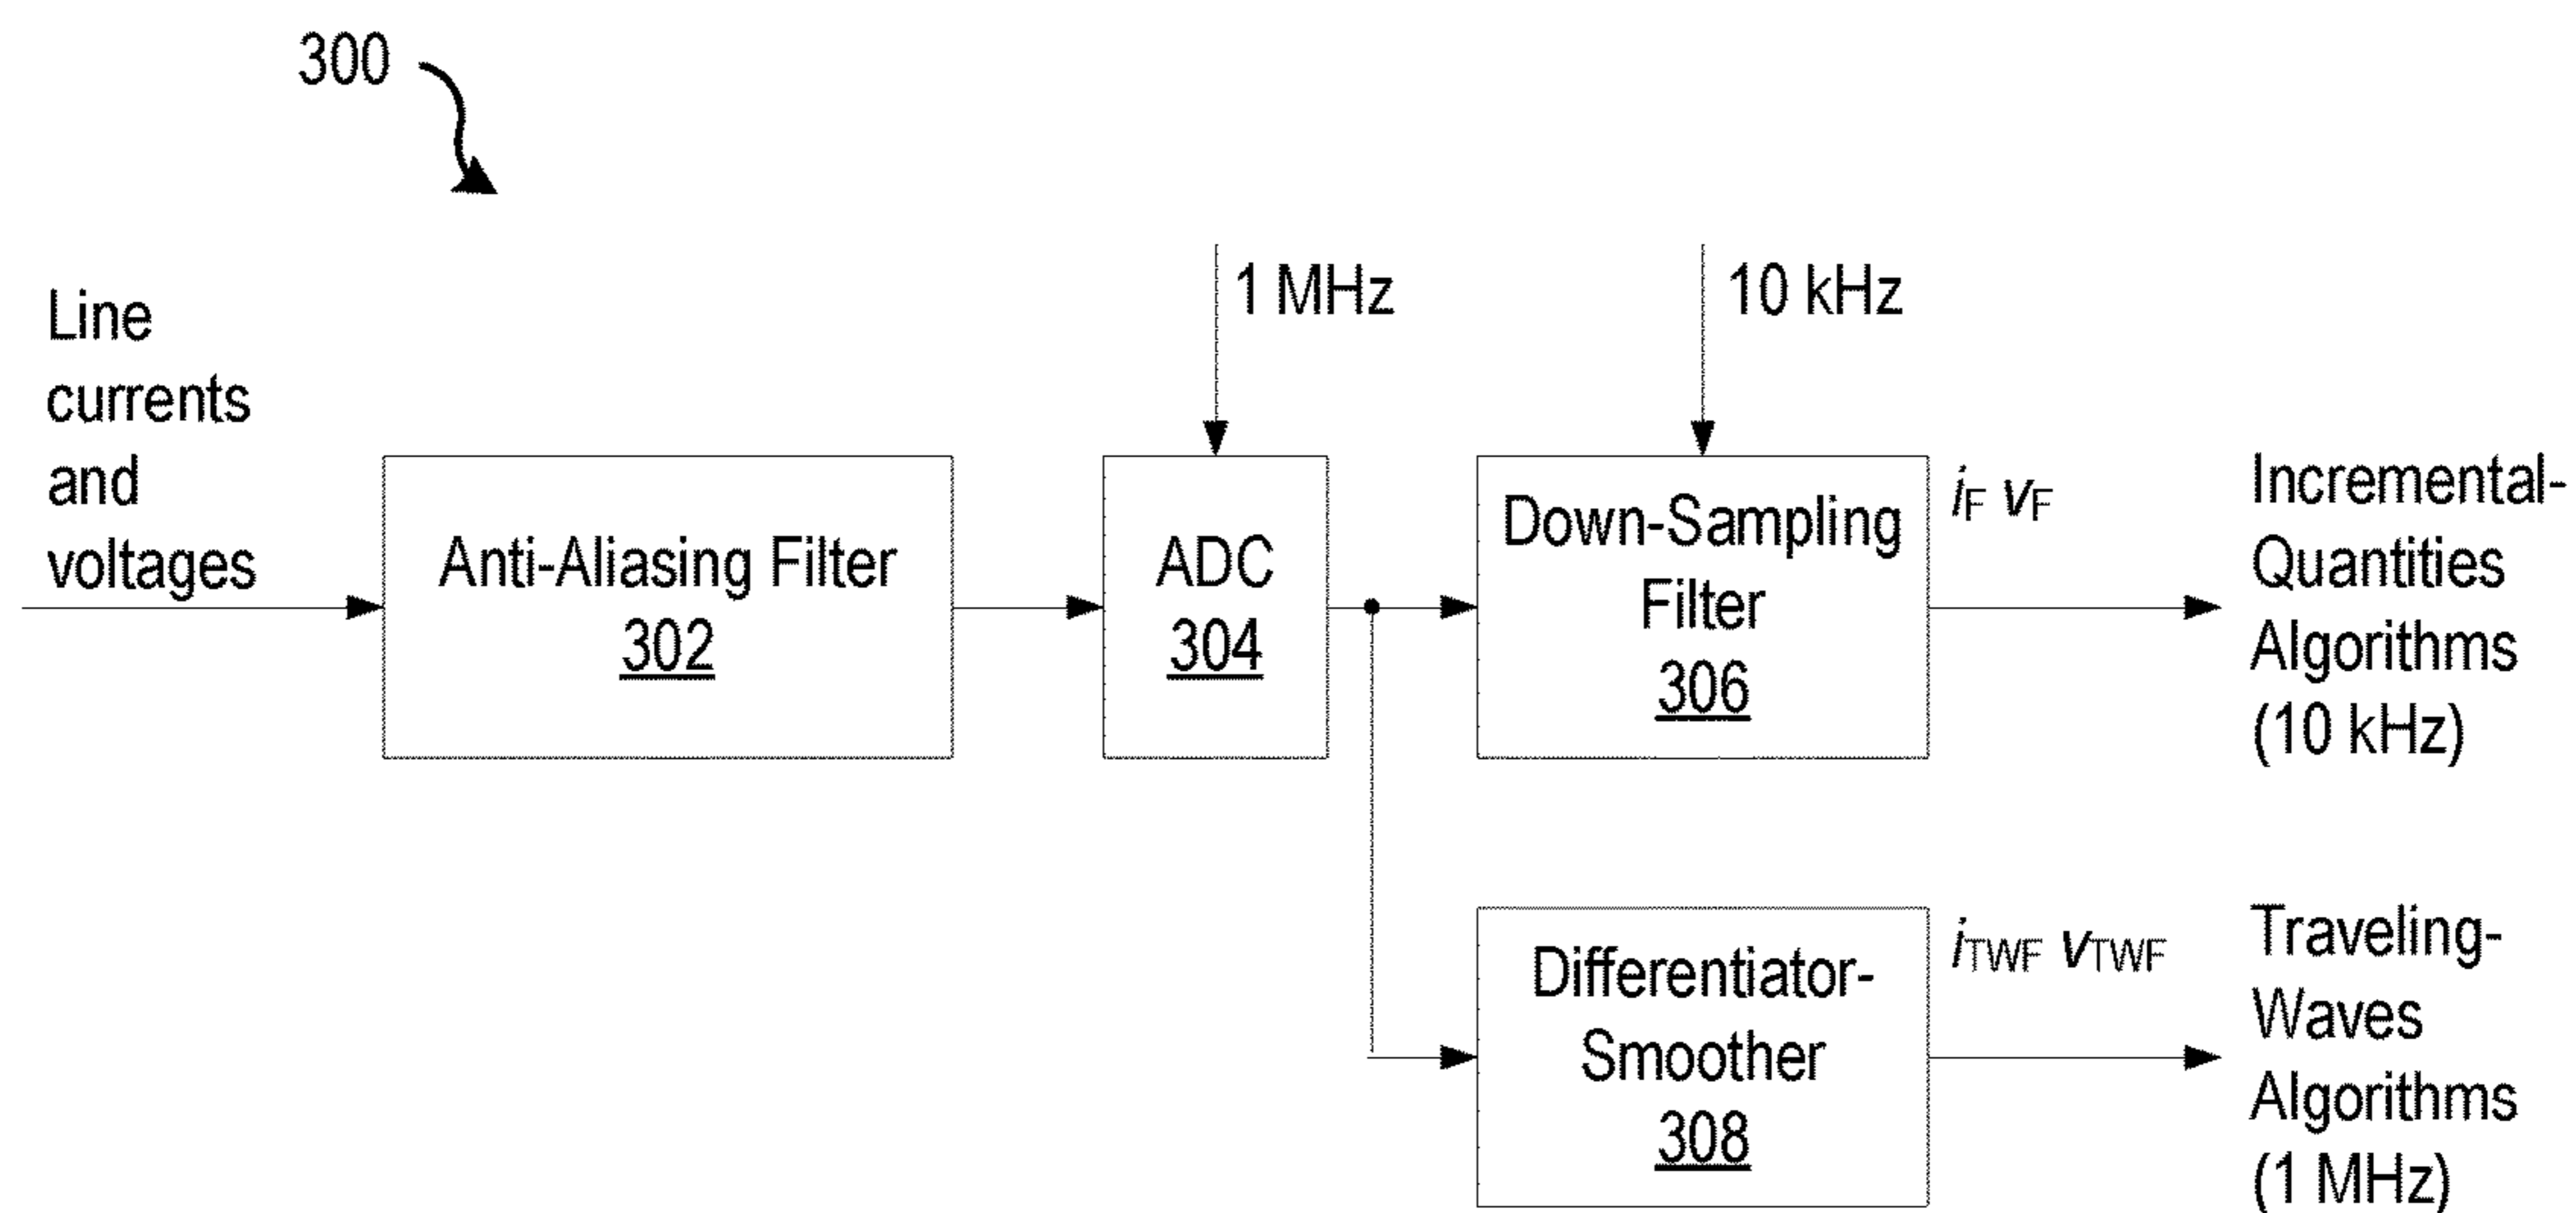 300
Line
currents
and
voltages
1 MHz
10 kHz
Anti-Aliasing Filter
302
ADC
304
Down-Sampling
Filter
306
iF vF
Incremental-
Quantities
Algorithms
(10 kHz)
Differentiator-
Smoother
308
iTWF vTWF
Traveling-
Waves
Algorithms
(1 MHz)